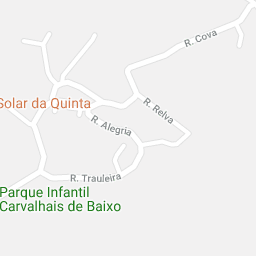 R. Cova
Solar da Quinta
R. Relva
R. Alegria
R. Trauleira
Parque Infantil
Carvalhais de Baixo